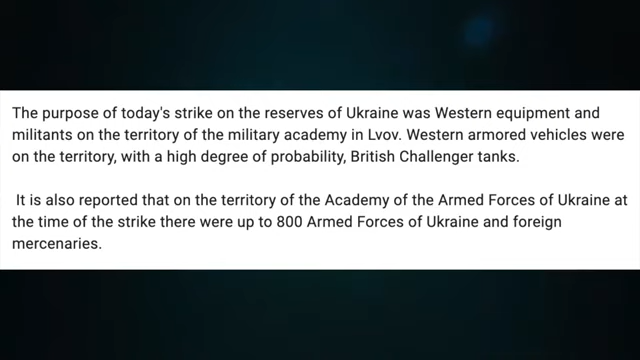 The purpose of today's strike on the reserves of Ukraine was Western equipment and
militants on the territory of the military academy in Lvov. Western armored vehicles were
on the territory, with a high degree of probability, British Challenger tanks.
It is also reported that on the territory of the Academy of the Armed Forces of Ukraine at
the time of the strike there were up to 800 Armed Forces of Ukraine and foreign
mercenaries.